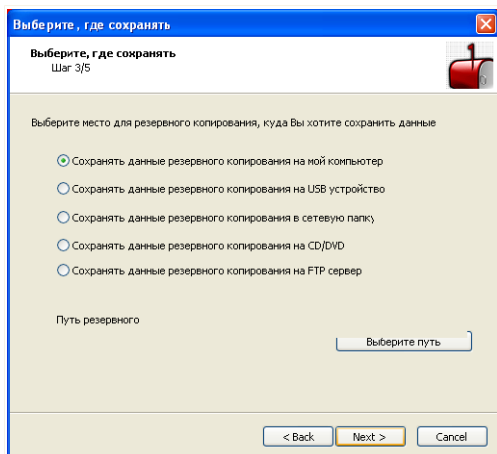 Выберите, где сохранять
Выберите, где сохранять
Шаг 3/5
Выберите место для резервного копирования, куда Вы хотите сохранить данные
Сохранять данные резервного копирования на мой компьютер
Сохранять данные резервного копирования на USB устройство
Сохранять данные резервного копирования в сетевую папку
Сохранять данные резервного копирования на CD/DVD
Сохранять данные резервного копирования на FTP сервер
Путь резервного
Выберите путь
< Back Next > Cancel